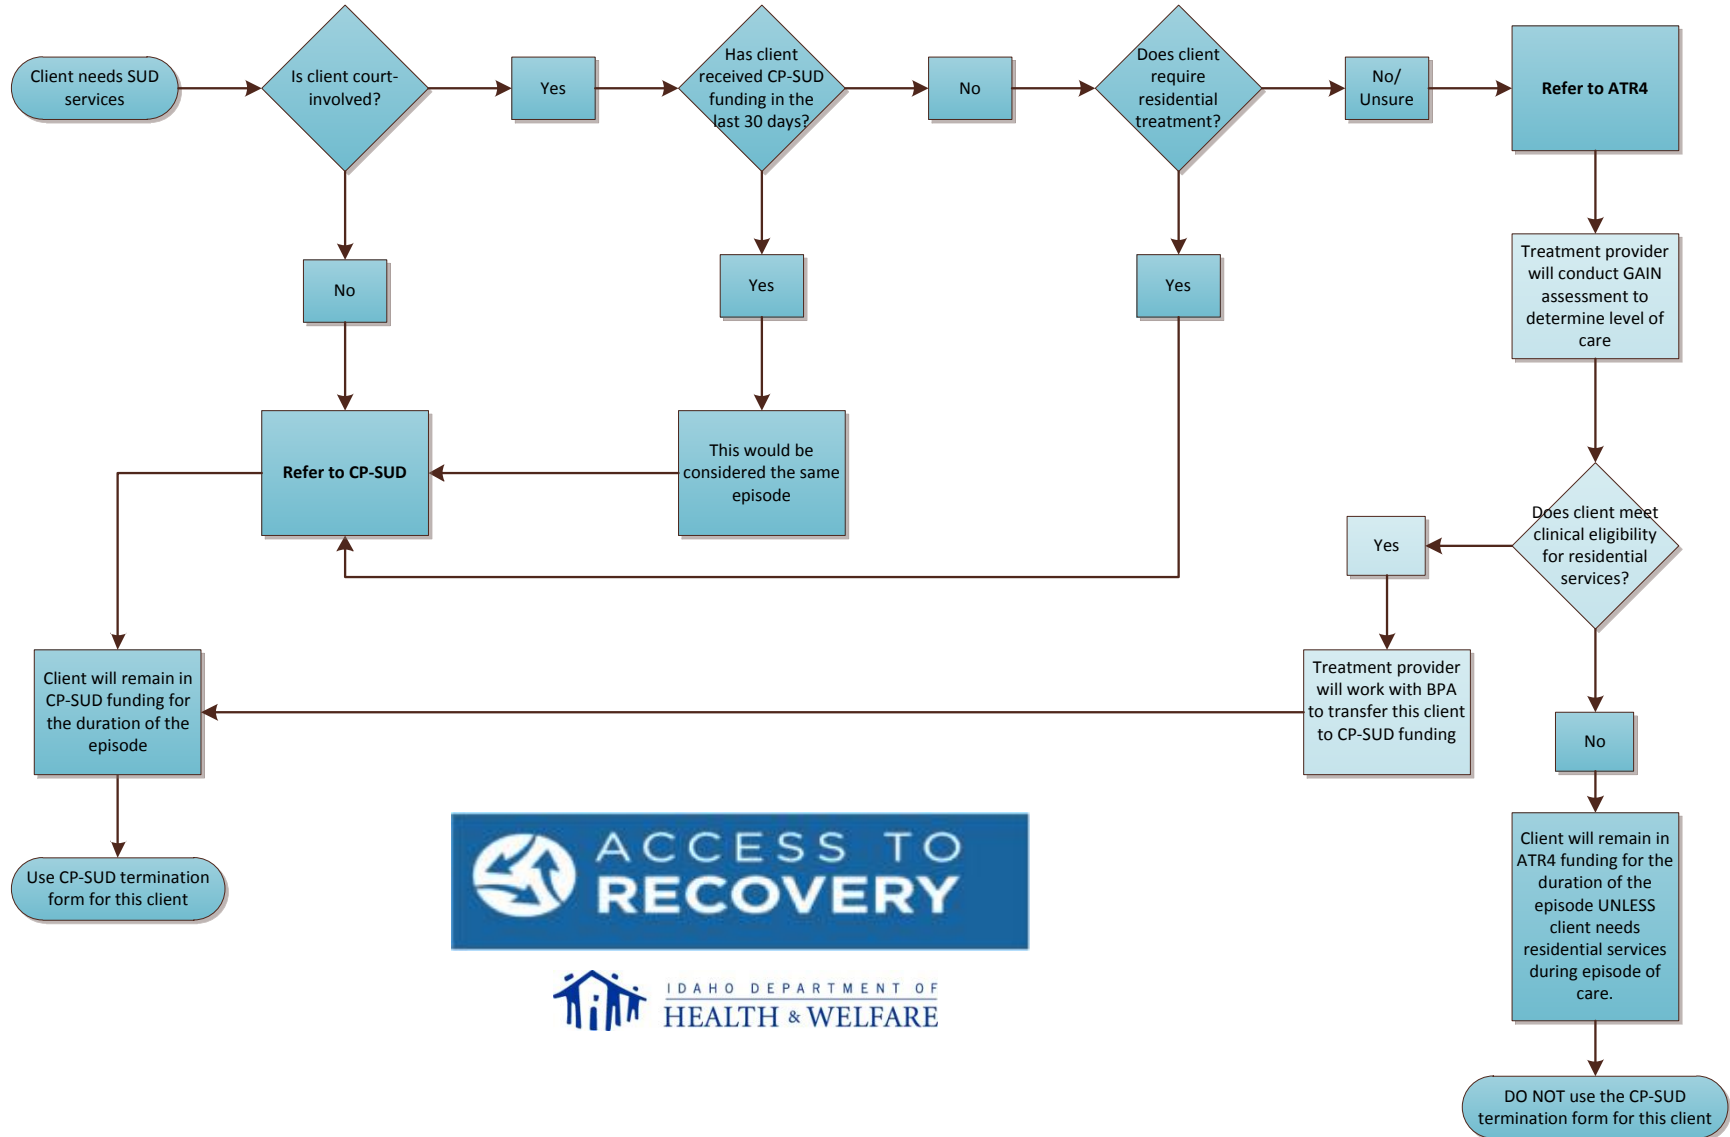 Client needs SUD
services
Is client court-
involved?
Yes
Has client
received CP-SUD
funding in the
last 30 days?
No
Does client
require
residential
treatment?
No/
Unsure
Refer to ATR4
No
Yes
Yes
Treatment provider
will conduct GAIN
assessment to
determine level of
care
Refer to CP-SUD
This would be
considered the same
episode
Does client meet
clinical eligibility
for residential
services?
Yes
Client will remain in
CP-SUD funding for
the duration of the
episode
Treatment provider
will work with BPA
to transfer this client
to CP-SUD funding
No
Use CP-SUD termination
form for this client
ACCESS TO
RECOVERY
IDAHO DEPARTMENT OF
HEALTH & WELFARE
Client will remain in
ATR4 funding for the
duration of the
episode UNLESS
client needs
residential services
during episode of
care.
DO NOT use the CP-SUD
termination form for this client